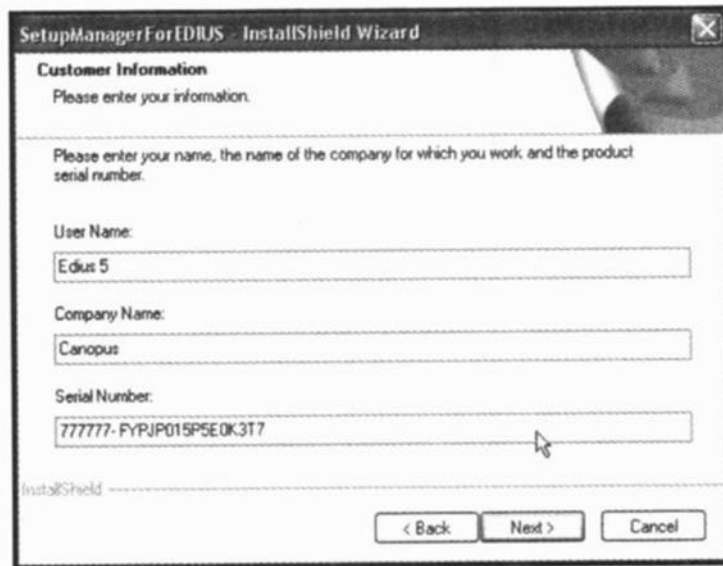 SetupManagerForEDIUS - InstallShield Wizard
Customer Information
Please enter your information.
Please enter your name, the name of the company for which you work and the product
serial number.
User Name:
Edius 5
Company Name:
Canopus
Serial Number:
777777- FYPJP015P5E0K3T7
InstallShield
< Back
Next >
Cancel